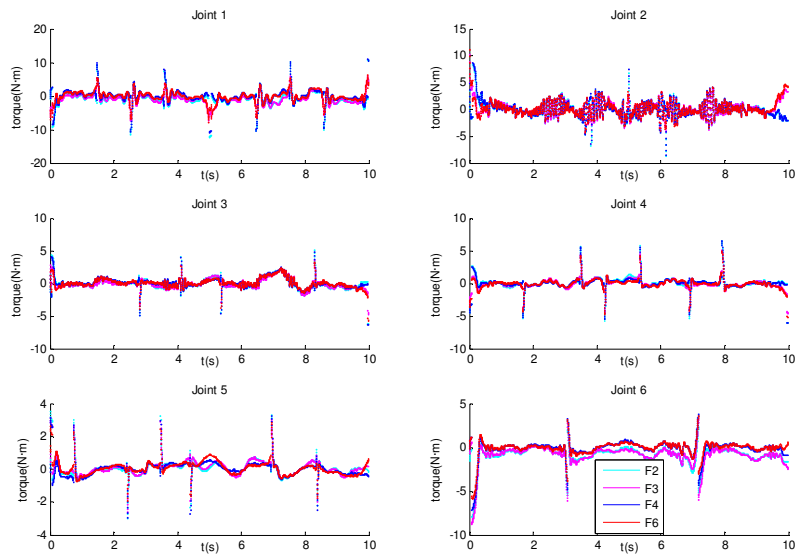 Joint 1
20
10
0
-10
-20
torque(N·m)
0 2 4 6 8 10
t(s)
Joint 2
15
10
5
0
-5
-10
torque(N·m)
0 2 4 6 8 10
t(s)
Joint 3
10
5
0
-5
-10
torque(N·m)
0 2 4 6 8 10
t(s)
Joint 4
10
5
0
-5
-10
torque(N·m)
0 2 4 6 8 10
t(s)
Joint 5
4
2
0
-2
-4
torque(N·m)
0 2 4 6 8 10
t(s)
Joint 6
5
0
-5
-10
torque(N·m)
0 2 4 6 8 10
t(s)
F2
F3
F4
F6